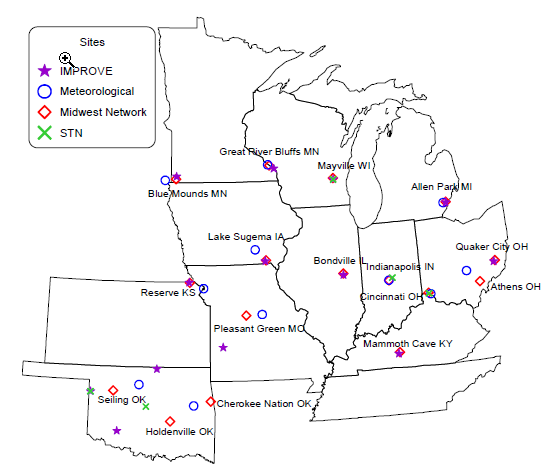 Sites
IMPROVE
Meteorological
Midwest Network
STN
Great River Bluffs MN
Mayville WI
Blue Mounds MN
Allen Park MI
Lake Sugema IA
Quaker City OH
Bondville IL
Indianapolis IN
Athens OH
Reserve KS
Cincinnati OH
Pleasant Green MO
Mammoth Cave KY
Seiling OK
Cherokee Nation OK
Holdenville OK